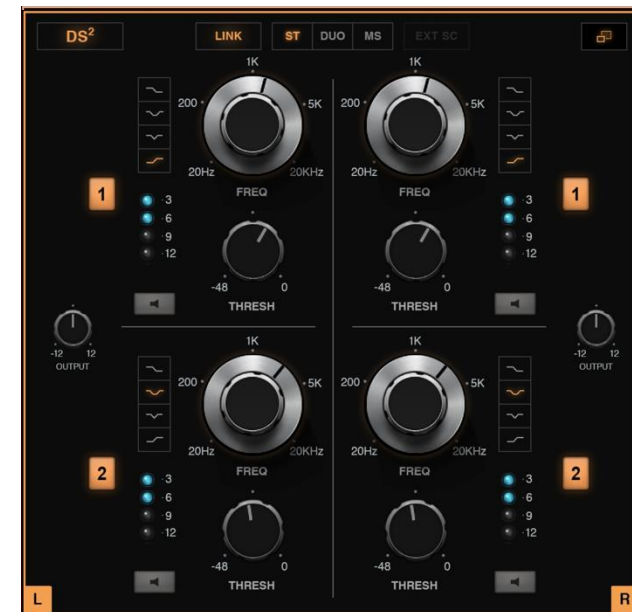 DS² LINK ST DUO MS EXT SC
1K 1K
200 5K 200 5K
20Hz 20KHz 20Hz 20KHz
FREQ FREQ
1 1
·3 ·3
·6 ·6
·9 ·9
·12 ·12
-48 0 -48 0
THRESH THRESH
-12 12 -12 12
OUTPUT OUTPUT
1K 1K
200 5K 200 5K
20Hz 20KHz 20Hz 20KHz
FREQ FREQ
2 2
·3 ·3
·6 ·6
·9 ·9
·12 ·12
-48 0 -48 0
THRESH THRESH
L R